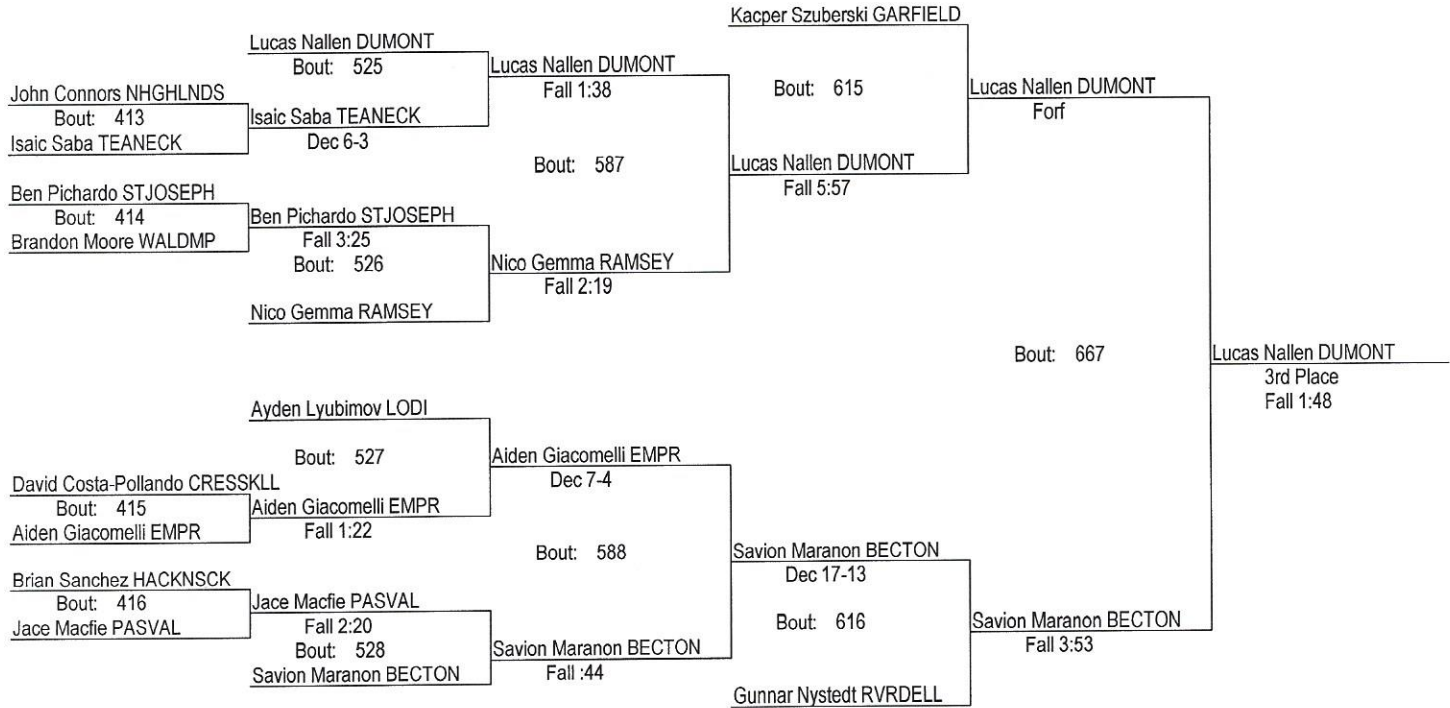 Kacper Szuberski GARFIELD
Lucas Nallen DUMONT
Bout: 525
Lucas Nallen DUMONT
Fall 1:38
John Connors NHGHLNDS
Bout: 413
Isaic Saba TEANECK
Isaic Saba TEANECK
Dec 6-3
Bout: 615
Lucas Nallen DUMONT
Forf
Bout: 587
Lucas Nallen DUMONT
Fall 5:57
Ben Pichardo STJOSEPH
Bout: 414
Brandon Moore WALDMP
Ben Pichardo STJOSEPH
Fall 3:25
Bout: 526
Nico Gemma RAMSEY
Fall 2:19
Nico Gemma RAMSEY
Bout: 667
Lucas Nallen DUMONT
3rd Place
Fall 1:48
Ayden Lyubimov LODI
Bout: 527
Aiden Giacomelli EMPR
Dec 7-4
David Costa-Pollando CRESSKLL
Bout: 415
Aiden Giacomelli EMPR
Aiden Giacomelli EMPR
Fall 1:22
Bout: 588
Savion Maranon BECTON
Dec 17-13
Brian Sanchez HACKNSCK
Bout: 416
Jace Macfie PASVAL
Jace Macfie PASVAL
Fall 2:20
Bout: 528
Savion Maranon BECTON
Savion Maranon BECTON
Fall :44
Bout: 616
Savion Maranon BECTON
Fall 3:53
Gunnar Nystedt RVRDELL